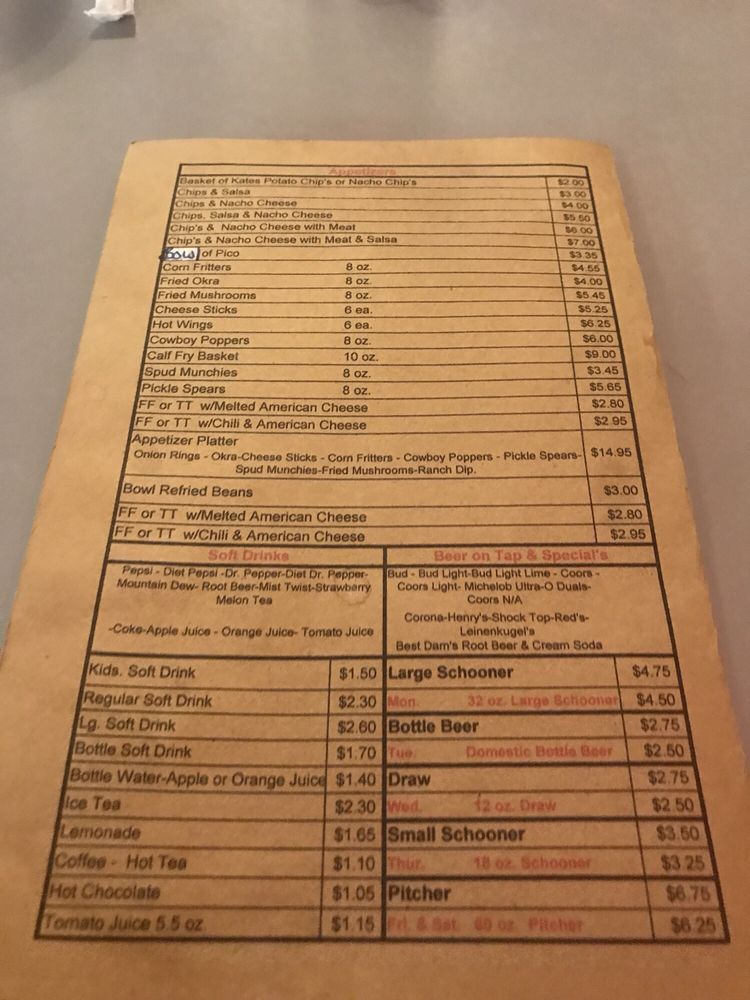 Appetizers
Basket of Kates Potato Chip's or Nacho Chip's $2.00
Chips & Salsa $3.00
Chips & Nacho Cheese $4.00
Chips, Salsa & Nacho Cheese $5.50
Chip's & Nacho Cheese with Meat $6.00
Chip's & Nacho Cheese with Meat & Salsa $7.00
Bowl of Pico $3.35
Corn Fritters 8 oz. $4.55
Fried Okra 8 oz. $4.00
Fried Mushrooms 8 oz. $5.45
Cheese Sticks 6 ea. $5.25
Hot Wings 6 ea. $6.25
Cowboy Poppers 8 oz. $6.00
Calf Fry Basket 10 oz. $9.00
Spud Munchies 8 oz. $3.45
Pickle Spears 8 oz. $5.65
FF or TT w/Melted American Cheese $2.80
FF or TT w/Chili & American Cheese $2.95
Appetizer Platter
Onion Rings - Okra-Cheese Sticks - Corn Fritters - Cowboy Poppers - Pickle Spears- $14.95
Spud Munchies-Fried Mushrooms-Ranch Dip.
Bowl Refried Beans $3.00
FF or TT w/Melted American Cheese $2.80
FF or TT w/Chili & American Cheese $2.95
Soft Drinks
Pepsi - Diet Pepsi -Dr. Pepper-Diet Dr. Pepper-
Mountain Dew- Root Beer-Mist Twist-Strawberry
Melon Tea
-Coke-Apple Juice - Orange Juice- Tomato Juice
Kids. Soft Drink $1.50
Regular Soft Drink $2.30
Lg. Soft Drink $2.60
Bottle Soft Drink $1.70
Bottle Water-Apple or Orange Juice $1.40
Ice Tea $2.30
Lemonade $1.65
Coffee - Hot Tea $1.10
Hot Chocolate $1.05
Tomato Juice 5.5 oz $1.15
Beer on Tap & Special's
Bud - Bud Light-Bud Light Lime - Coors -
Coors Light- Michelob Ultra-O Duals-
Coors N/A
Corona-Henry's-Shock Top-Red's-
Leinenkugel's
Best Dam's Root Beer & Cream Soda
Large Schooner $4.75
Mon. 32 oz. Large Schooner $4.50
Bottle Beer $2.75
Tue. Domestic Bottle Beer $2.50
Draw $2.75
Wed. 12 oz. Draw $2.50
Small Schooner $3.50
Thur. 18 oz. Schooner $3.25
Pitcher $6.75
Fri. & Sat. 60 oz Pitcher $6.25